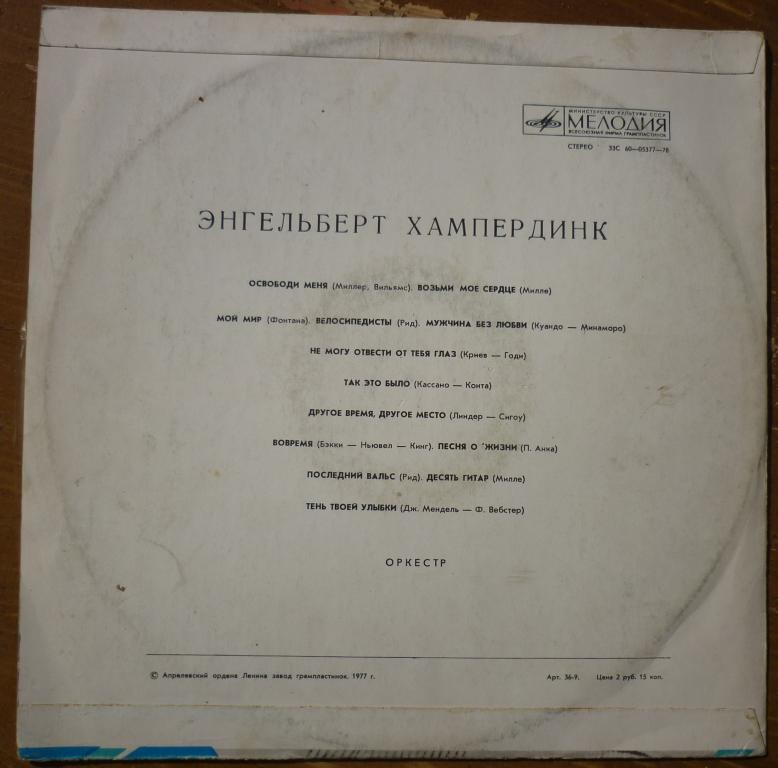 МИНИСТЕРСТВО КУЛЬТУРЫ СССР
МЕЛОДИЯ
ВСЕСОЮЗНАЯ ФИРМА ГРАМПЛАСТИНОК
СТЕРЕО 33С 60—05377—78
ЭНГЕЛЬБЕРТ ХАМПЕРДИНК
ОСВОБОДИ МЕНЯ (Миллер, Вильямс). ВОЗЬМИ МОЕ СЕРДЦЕ (Милле)
МОЙ МИР (Фонтана). ВЕЛОСИПЕДИСТЫ (Рид). МУЖЧИНА БЕЗ ЛЮБВИ (Куандо — Минаморо)
НЕ МОГУ ОТВЕСТИ ОТ ТЕБЯ ГЛАЗ (Криев — Годи)
ТАК ЭТО БЫЛО (Кассано — Конта)
ДРУГОЕ ВРЕМЯ, ДРУГОЕ МЕСТО (Линдер — Сигоу)
ВОВРЕМЯ (Бэкки — Ньювел — Кинг). ПЕСНЯ О ЖИЗНИ (П. Анка)
ПОСЛЕДНИЙ ВАЛЬС (Рид). ДЕСЯТЬ ГИТАР (Милле)
ТЕНЬ ТВОЕЙ УЛЫБКИ (Дж. Мендель — Ф. Вебстер)
ОРКЕСТР
© Апрелевский ордена Ленина завод грампластинок. 1977 г. Арт. 36-9. Цена 2 руб. 15 коп.